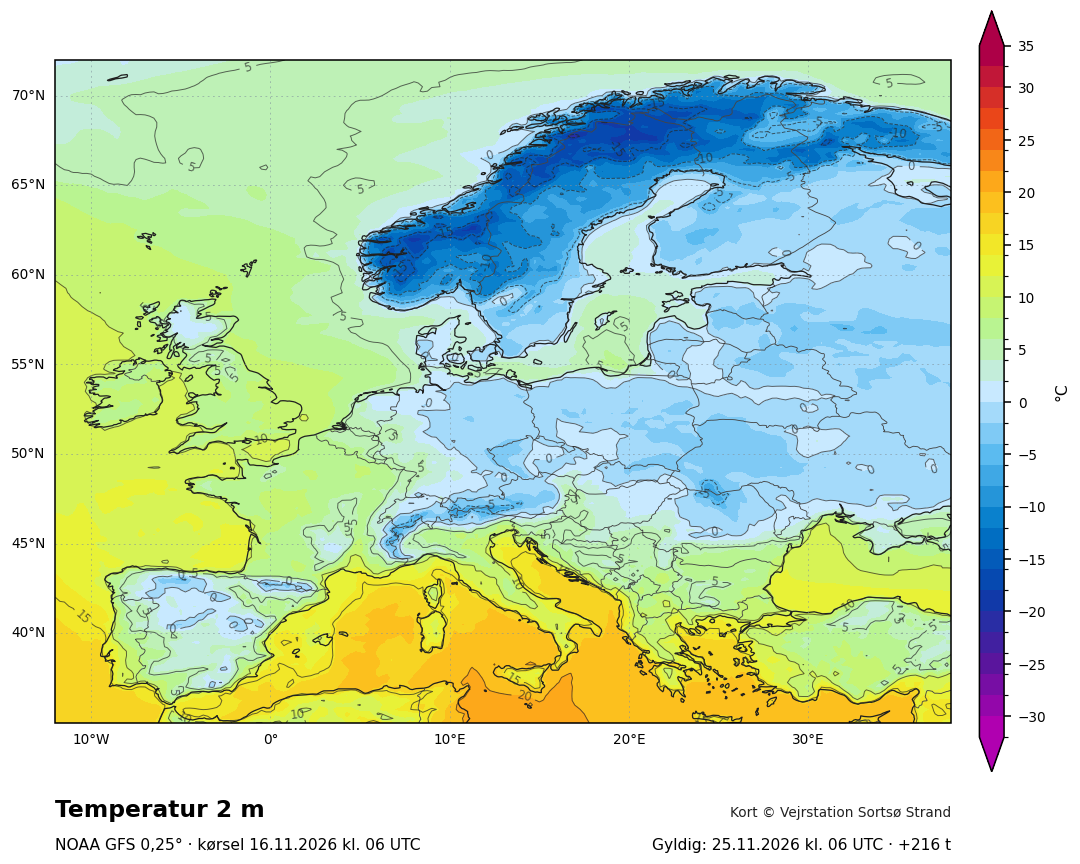 35
30
25
20
15
10
5
0
−5
−10
−15
−20
−25
−30
°C
70°N
65°N
60°N
55°N
50°N
45°N
40°N
10°W
0°
10°E
20°E
30°E
Temperatur 2 m
Kort © Vejrstation Sortsø Strand
NOAA GFS 0,25° · kørsel 16.11.2026 kl. 06 UTC
Gyldig: 25.11.2026 kl. 06 UTC · +216 t